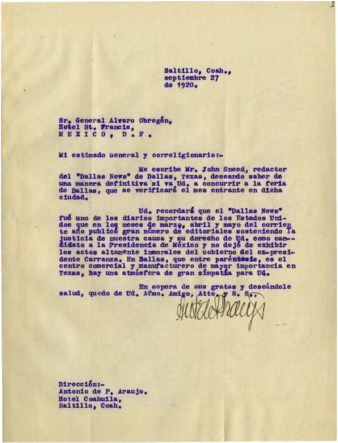 Saltillo, Coah.,
septiembre 27
de 1920.
Sr. General Alvaro Obregón,
Hotel St. Francis,
MEXICO, D. F.
Mi estimado General y correligionario:-
Me escribe Mr. John Sneed, redactor
del "Dallas News" de Dallas, Texas, deseando saber de
una manera definitiva si va Ud. a concurrir a la feria
de Dallas, que se verificará el mes entrante en dicha
ciudad.
Ud. recordará que el "Dallas News"
fué uno de los diarios importantes de los Estados Uni-
dos que en los meses de marzo, abril y mayo del corrien
te año publicó gran número de editoriales sosteniendo la
justicia de nuestra causa y su derecho de Ud. como can-
didato a la Presidencia de México y no dejó de exhibir
los actos altamente inmorales del Gobierno del ex-pre-
sidente Carranza. En Dallas, que entre paréntesis, es el
centro comercial y manufacturero de mayor importancia en
Texas, hay una atmósfera de gran simpatía para Ud.
En espera de sus gratas y deseándole
salud, quedo de Ud. Afmo. Amigo, Atto. y S. S.
Dirección:-
Antonio de P. Araujo.
Hotel Coahuila,
Saltillo, Coah.